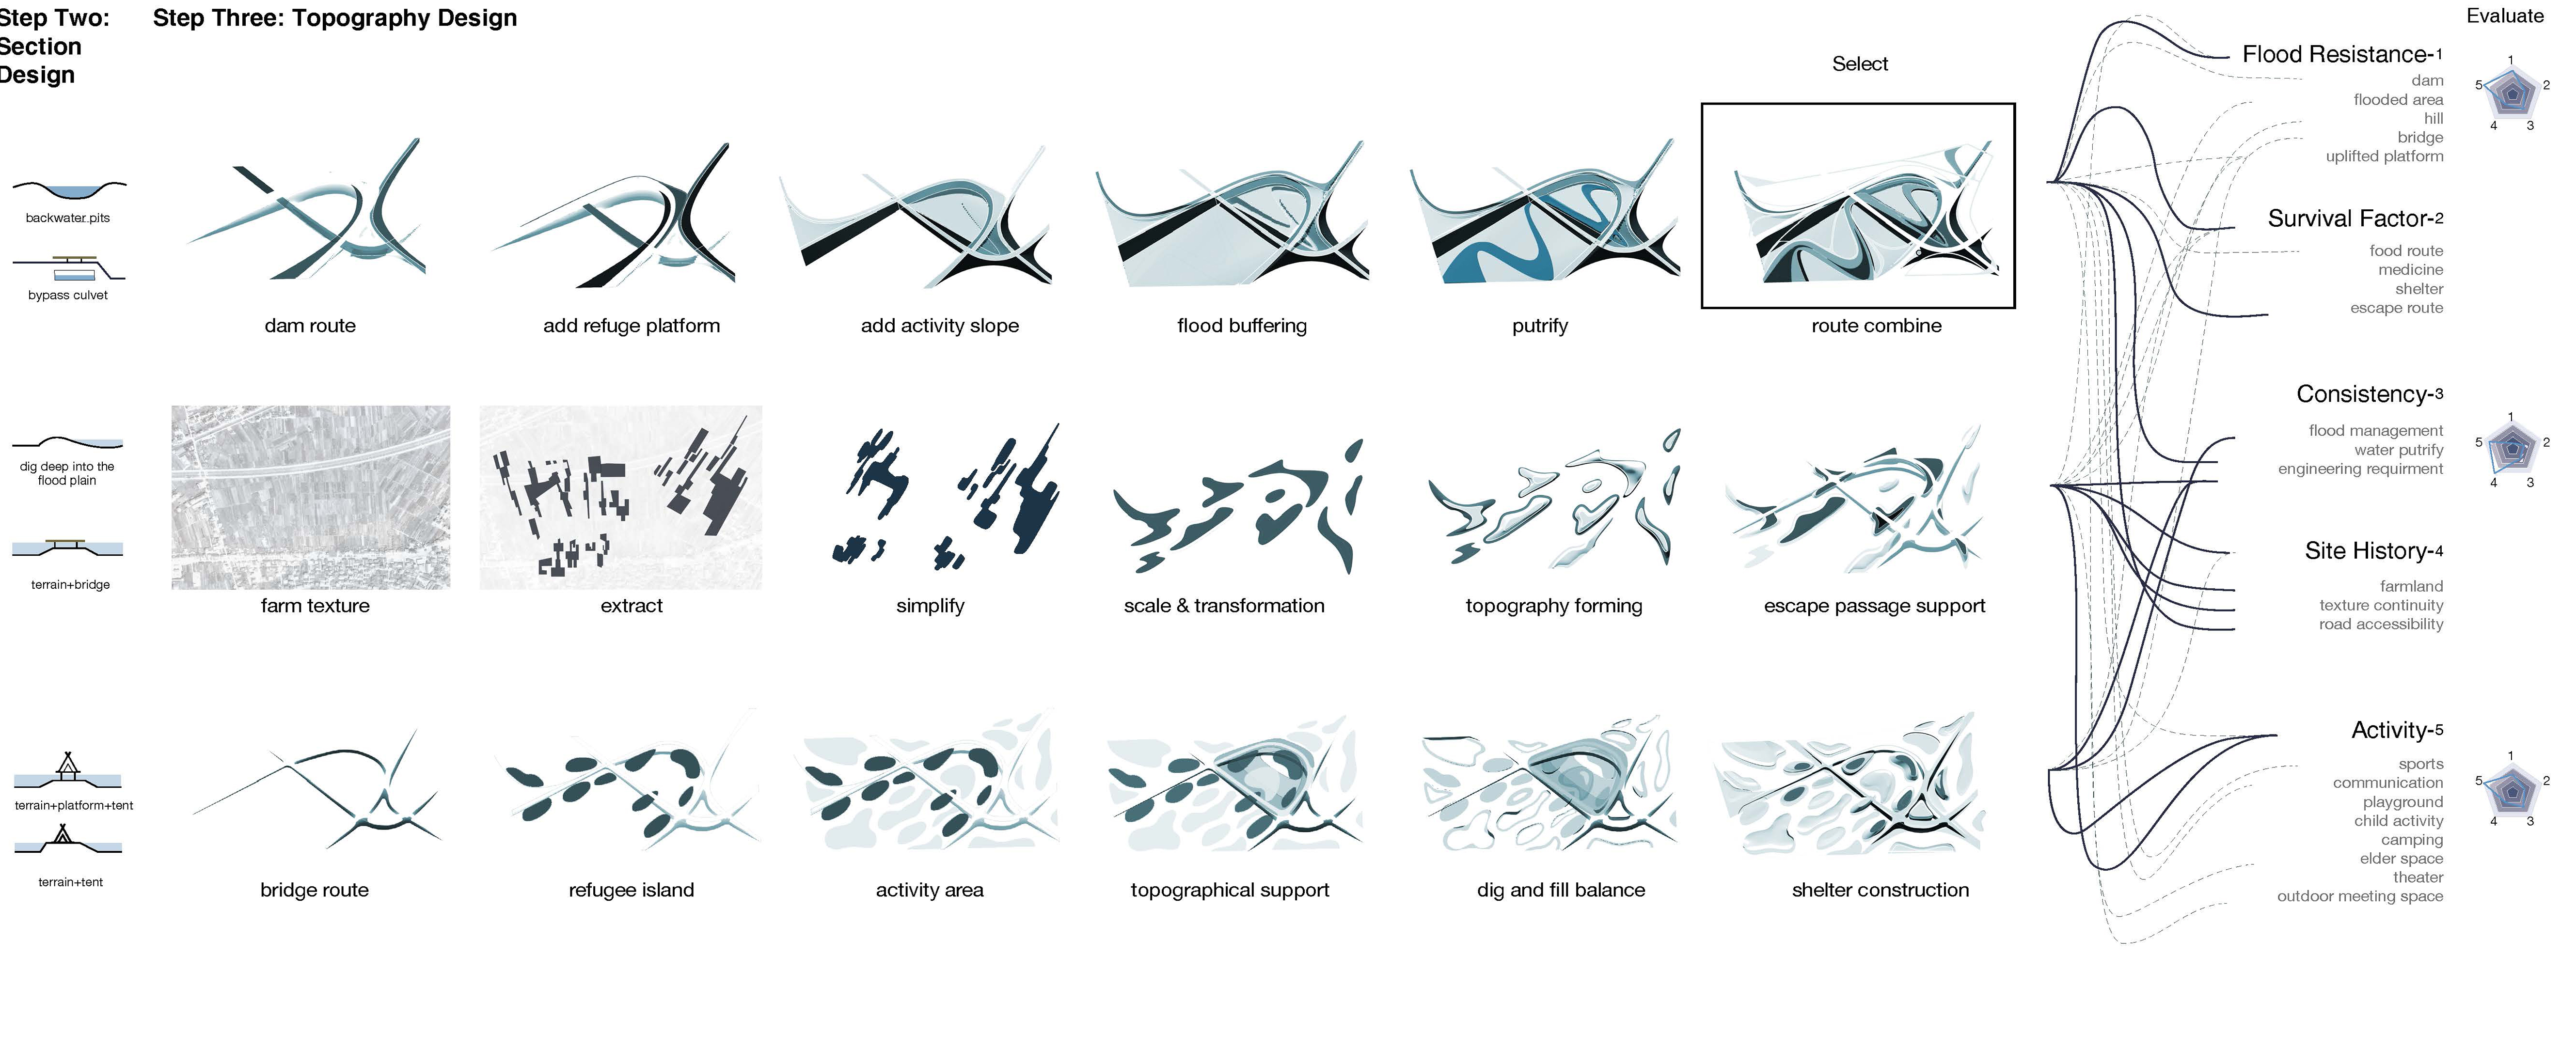 Step Two:
Section
Design
Step Three: Topography Design
Select
Evaluate
backwater pits
bypass culvet
dam route
add refuge platform
add activity slope
flood buffering
putrify
route combine
dig deep into the
flood plain
terrain+bridge
farm texture
extract
simplify
scale & transformation
topography forming
escape passage support
terrain+platform+tent
terrain+tent
bridge route
refugee island
activity area
topographical support
dig and fill balance
shelter construction
Flood Resistance-1
dam
flooded area
hill
bridge
uplifted platform
Survival Factor-2
food route
medicine
shelter
escape route
Consistency-3
flood management
water putrify
engineering requirment
Site History-4
farmland
texture continuity
road accessibility
Activity-5
sports
communication
playground
child activity
camping
elder space
theater
outdoor meeting space
1
5 2
4 3
1
5 2
4 3
1
5 2
4 3